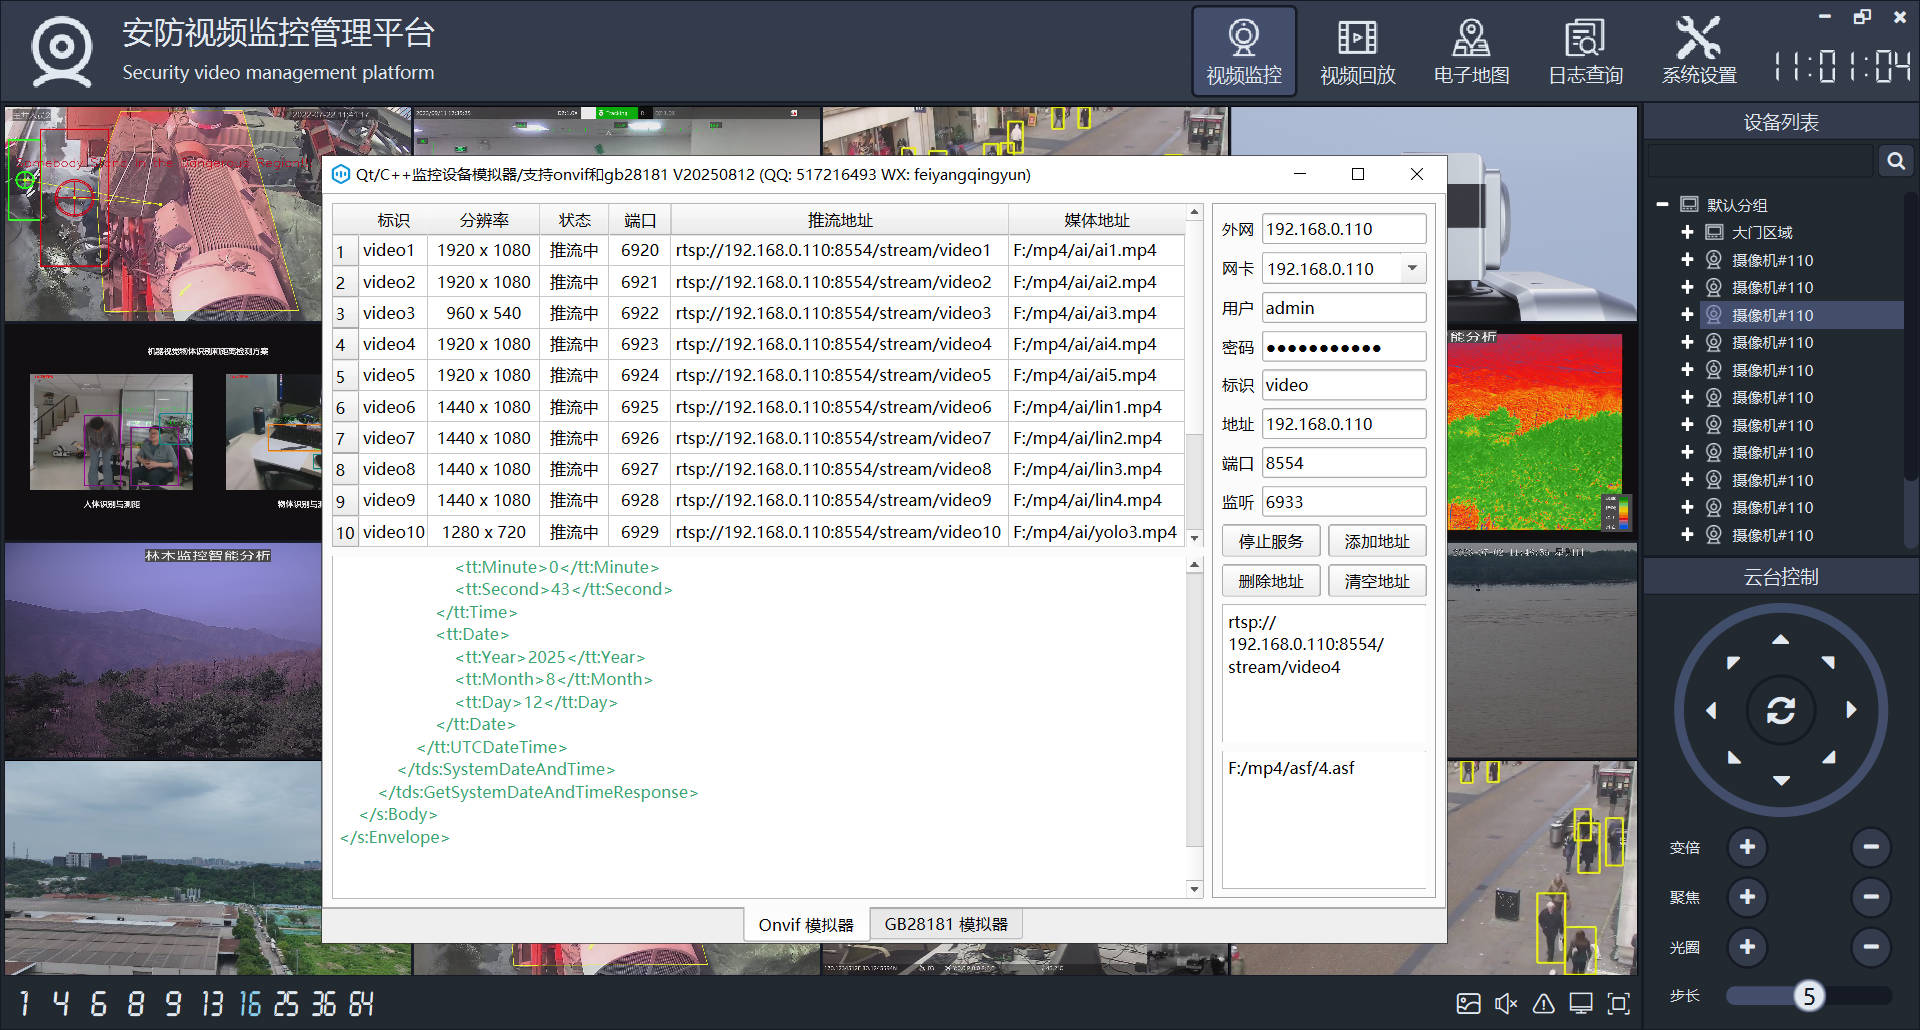 安防视频监控管理平台
Security video management platform
视频监控 视频回放 电子地图 日志查询 系统设置
11:01:04
2022-07-22 11:41:17
Somebody
Tracking
Qt/C++监控设备模拟器/支持onvif和gb28181 V20250812 (QQ: 517216493 WX: feiyangqingyun)
标识 分辨率 状态 端口 推流地址 媒体地址
1 video1 1920 x 1080 推流中 6920 rtsp://192.168.0.110:8554/stream/video1 F:/mp4/ai/ai1.mp4
2 video2 1920 x 1080 推流中 6921 rtsp://192.168.0.110:8554/stream/video2 F:/mp4/ai/ai2.mp4
3 video3 960 x 540 推流中 6922 rtsp://192.168.0.110:8554/stream/video3 F:/mp4/ai/ai3.mp4
4 video4 1920 x 1080 推流中 6923 rtsp://192.168.0.110:8554/stream/video4 F:/mp4/ai/ai4.mp4
5 video5 1920 x 1080 推流中 6924 rtsp://192.168.0.110:8554/stream/video5 F:/mp4/ai/ai5.mp4
6 video6 1440 x 1080 推流中 6925 rtsp://192.168.0.110:8554/stream/video6 F:/mp4/ai/lin1.mp4
7 video7 1440 x 1080 推流中 6926 rtsp://192.168.0.110:8554/stream/video7 F:/mp4/ai/lin2.mp4
8 video8 1440 x 1080 推流中 6927 rtsp://192.168.0.110:8554/stream/video8 F:/mp4/ai/lin3.mp4
9 video9 1440 x 1080 推流中 6928 rtsp://192.168.0.110:8554/stream/video9 F:/mp4/ai/lin4.mp4
10 video10 1280 x 720 推流中 6929 rtsp://192.168.0.110:8554/stream/video10 F:/mp4/ai/yolo3.mp4
<tt:Minute>0</tt:Minute>
<tt:Second>43</tt:Second>
</tt:Time>
<tt:Date>
<tt:Year>2025</tt:Year>
<tt:Month>8</tt:Month>
<tt:Day>12</tt:Day>
</tt:Date>
</tt:UTCDateTime>
</tds:SystemDateAndTime>
</tds:GetSystemDateAndTimeResponse>
</s:Body>
</s:Envelope>
外网 192.168.0.110
网卡 192.168.0.110
用户 admin
密码 ●●●●●●●●●●●
标识 video
地址 192.168.0.110
端口 8554
监听 6933
停止服务 添加地址
删除地址 清空地址
rtsp://
192.168.0.110:8554/
stream/video4
F:/mp4/asf/4.asf
Onvif 模拟器 GB28181 模拟器
机器视觉物体识别和距离检测方案
人体识别与测距
物体识别与测
林木监控智能分析
能分析
设备列表
默认分组
大门区域
摄像机#110
摄像机#110
摄像机#110
摄像机#110
摄像机#110
摄像机#110
摄像机#110
摄像机#110
摄像机#110
摄像机#110
摄像机#110
云台控制
变倍
聚焦
光圈
步长 5
1 4 6 8 9 13 16 25 36 64